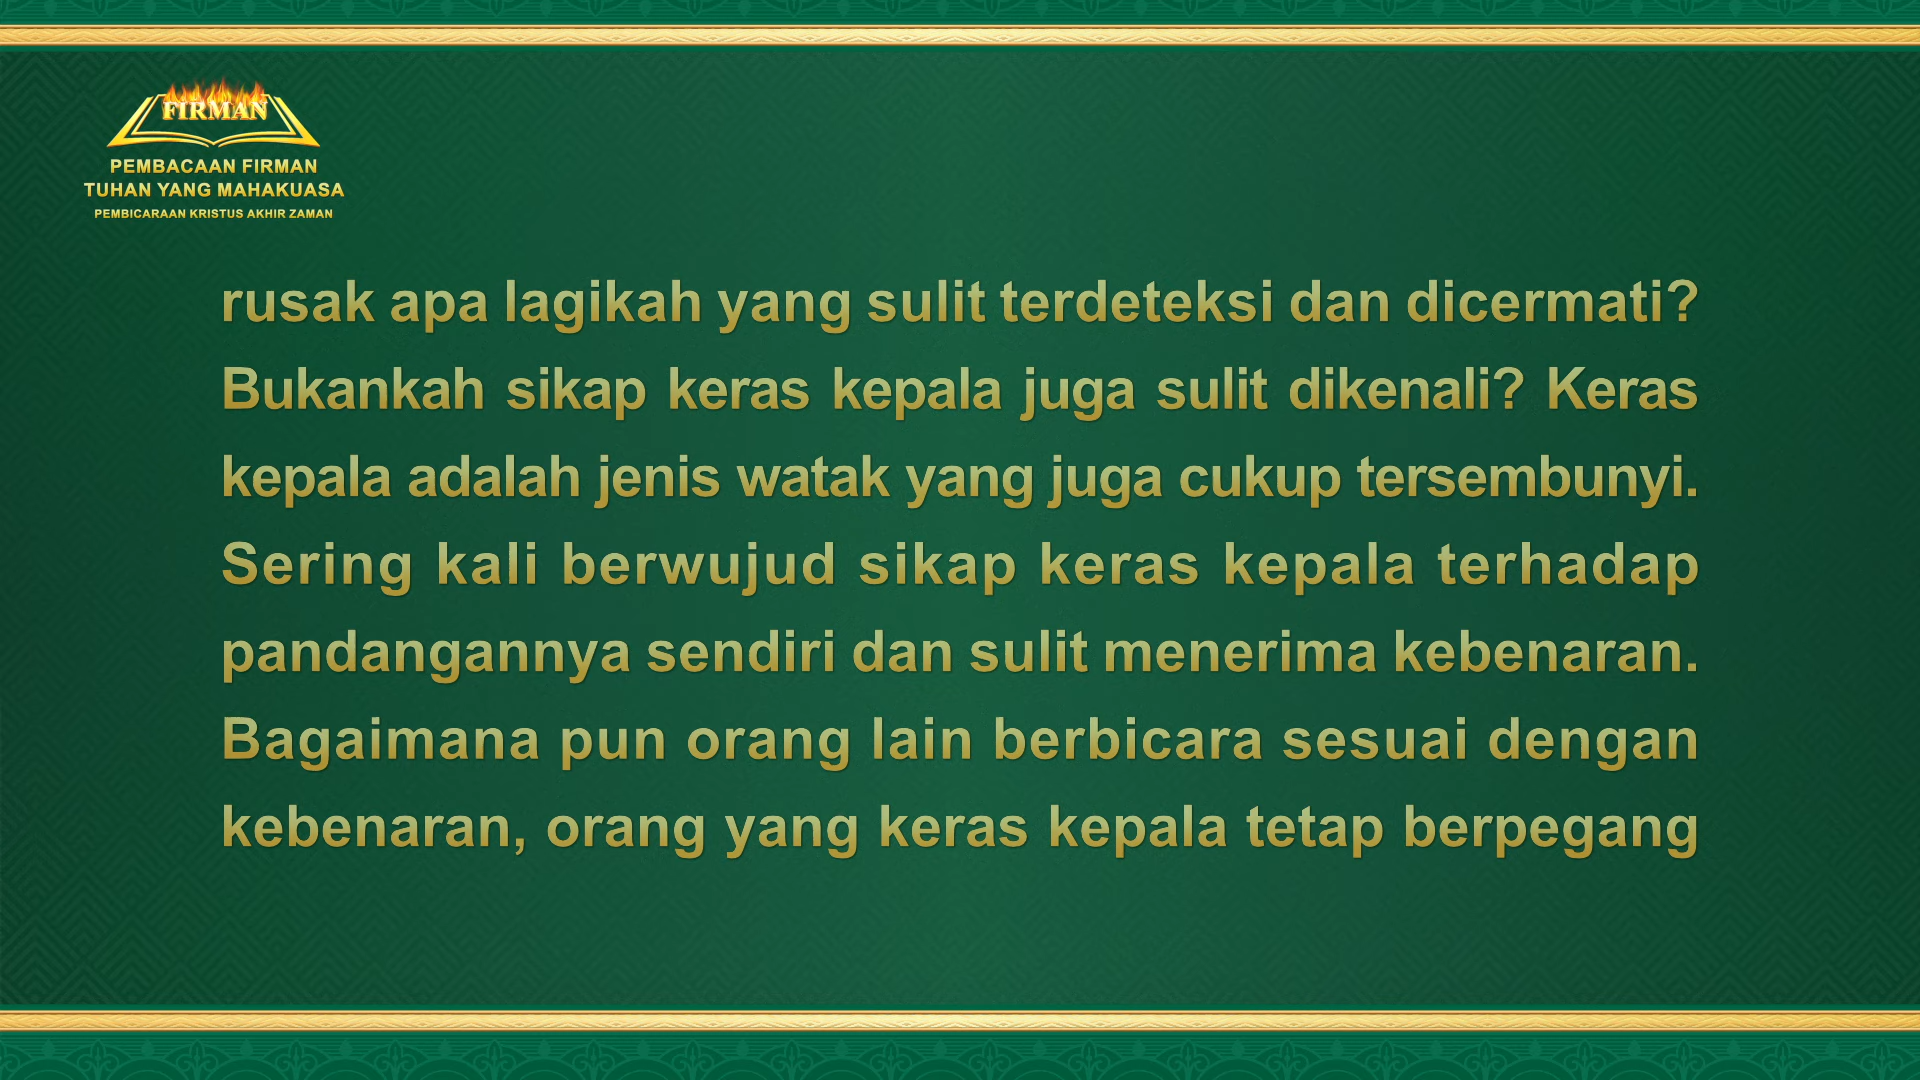 FIRMAN
PEMBACAAN FIRMAN
TUHAN YANG MAHAKUASA
PEMBICARAAN KRISTUS AKHIR ZAMAN
rusak apa lagikah yang sulit terdeteksi dan dicermati?
Bukankah sikap keras kepala juga sulit dikenali? Keras
kepala adalah jenis watak yang juga cukup tersembunyi.
Sering kali berwujud sikap keras kepala terhadap
pandangannya sendiri dan sulit menerima kebenaran.
Bagaimana pun orang lain berbicara sesuai dengan
kebenaran, orang yang keras kepala tetap berpegang